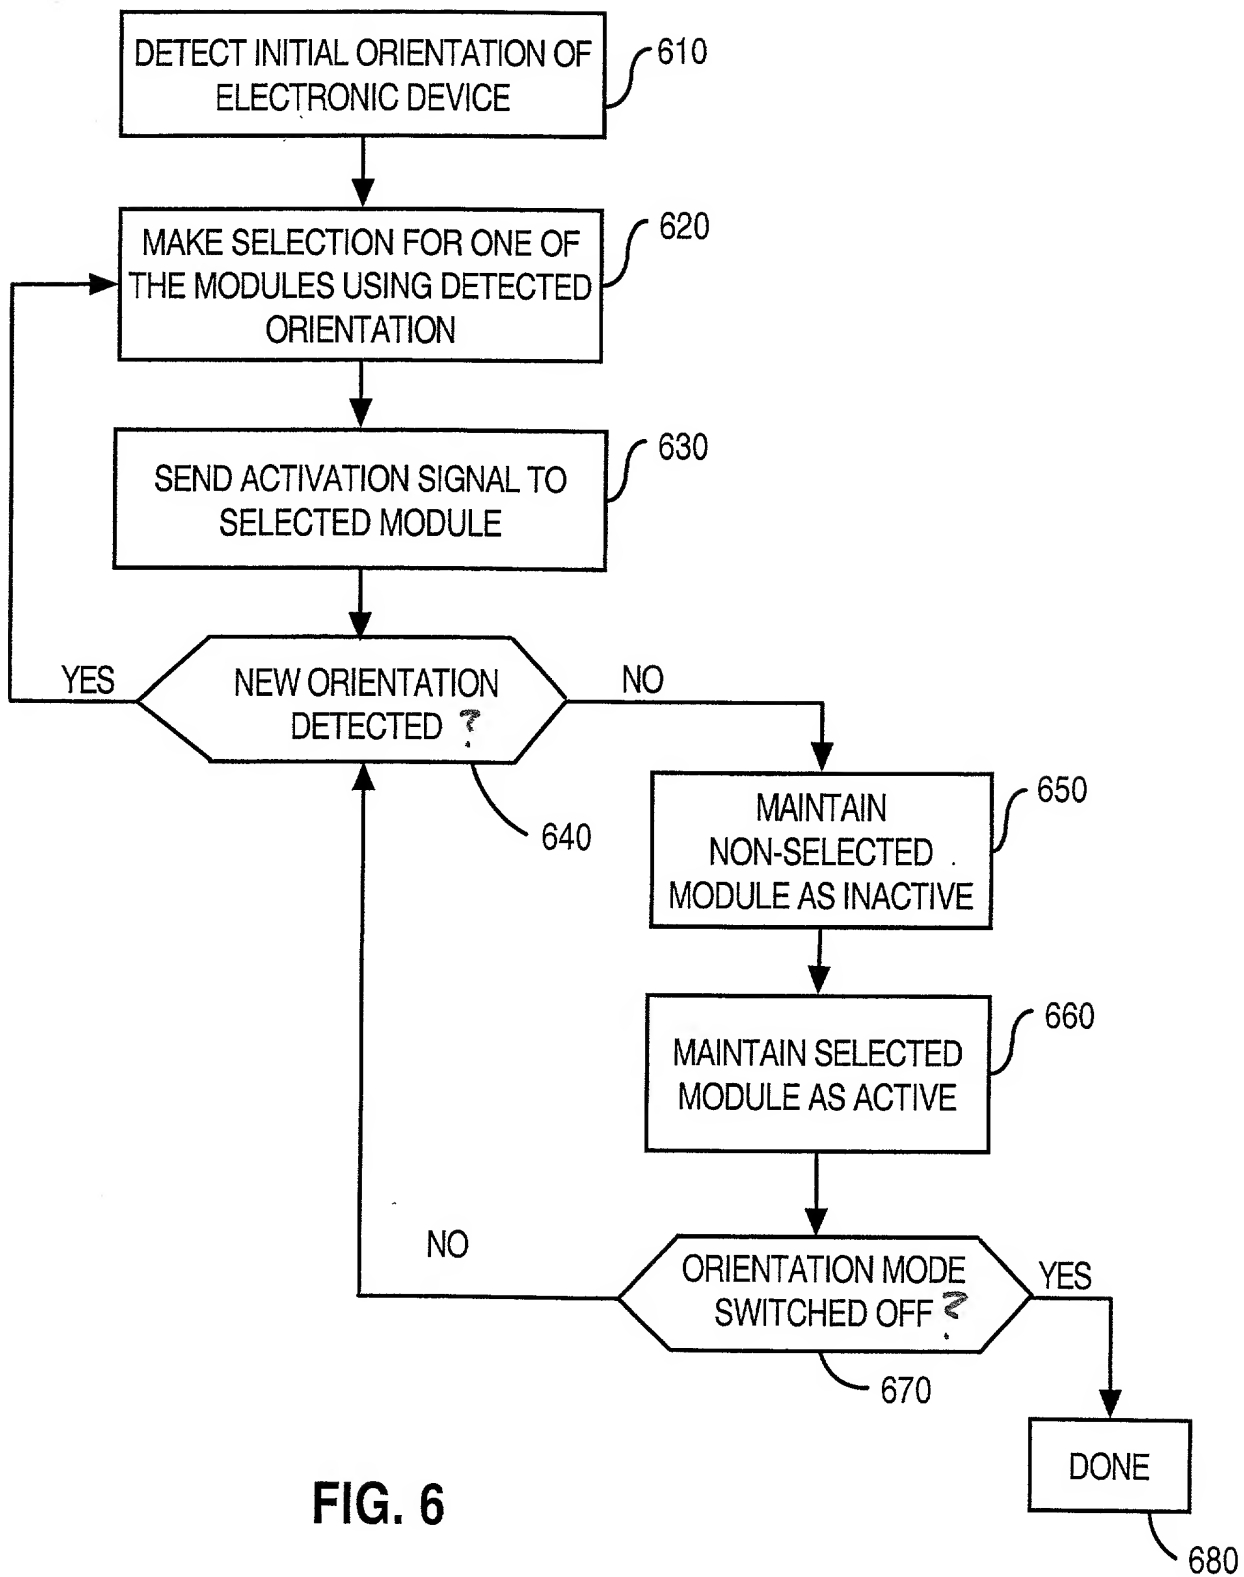 DETECT INITIAL ORIENTATION OF
ELECTRONIC DEVICE
610
MAKE SELECTION FOR ONE OF
THE MODULES USING DETECTED
ORIENTATION
620
SEND ACTIVATION SIGNAL TO
SELECTED MODULE
630
YES
NEW ORIENTATION
DETECTED ?
NO
640
MAINTAIN
NON-SELECTED
MODULE AS INACTIVE
650
MAINTAIN SELECTED
MODULE AS ACTIVE
660
NO
ORIENTATION MODE
SWITCHED OFF ?
YES
670
DONE
680
FIG. 6